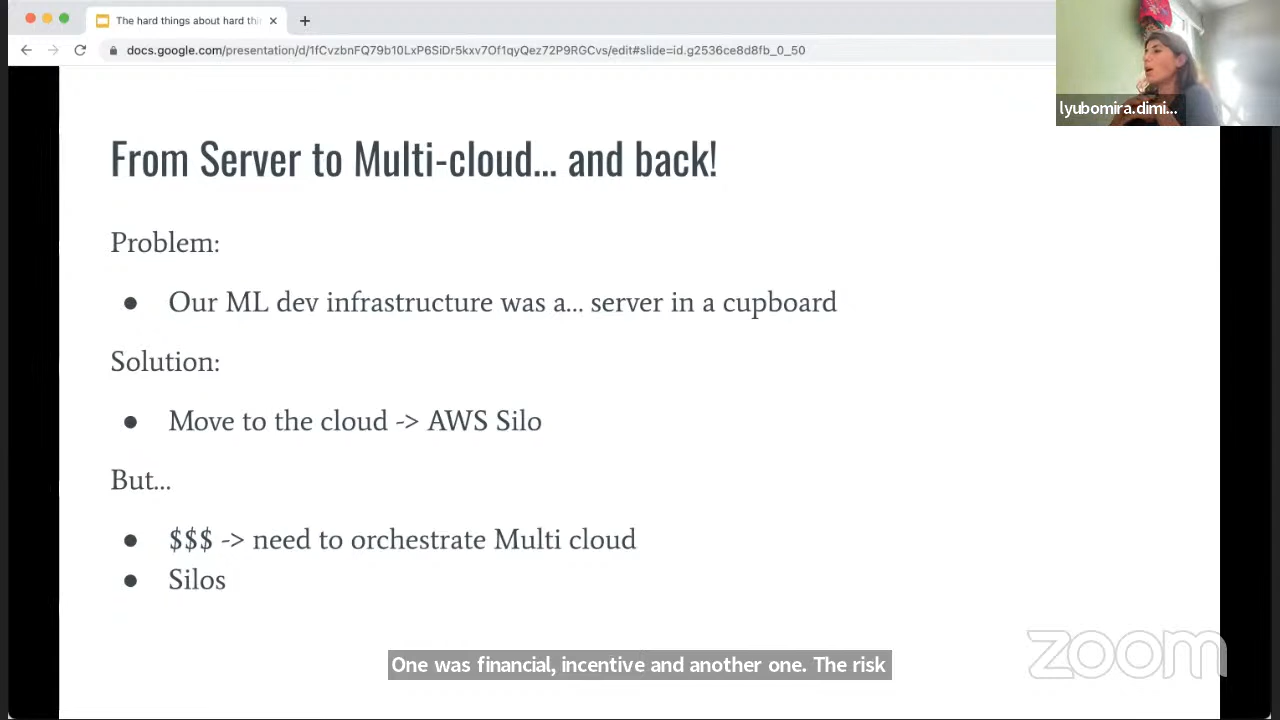 The hard things about hard thi
docs.google.com/presentation/d/1fCvzbnFQ79b10LxP6SiDr5kxv7Of1qyQez72P9RGCvs/edit#slide=id.g2536ce8d8fb_0_50
lyubomira.dimi...
From Server to Multi-cloud... and back!
Problem:
● Our ML dev infrastructure was a... server in a cupboard
Solution:
● Move to the cloud -> AWS Silo
But...
● $$$ -> need to orchestrate Multi cloud
● Silos
One was financial, incentive and another one. The risk
zoom